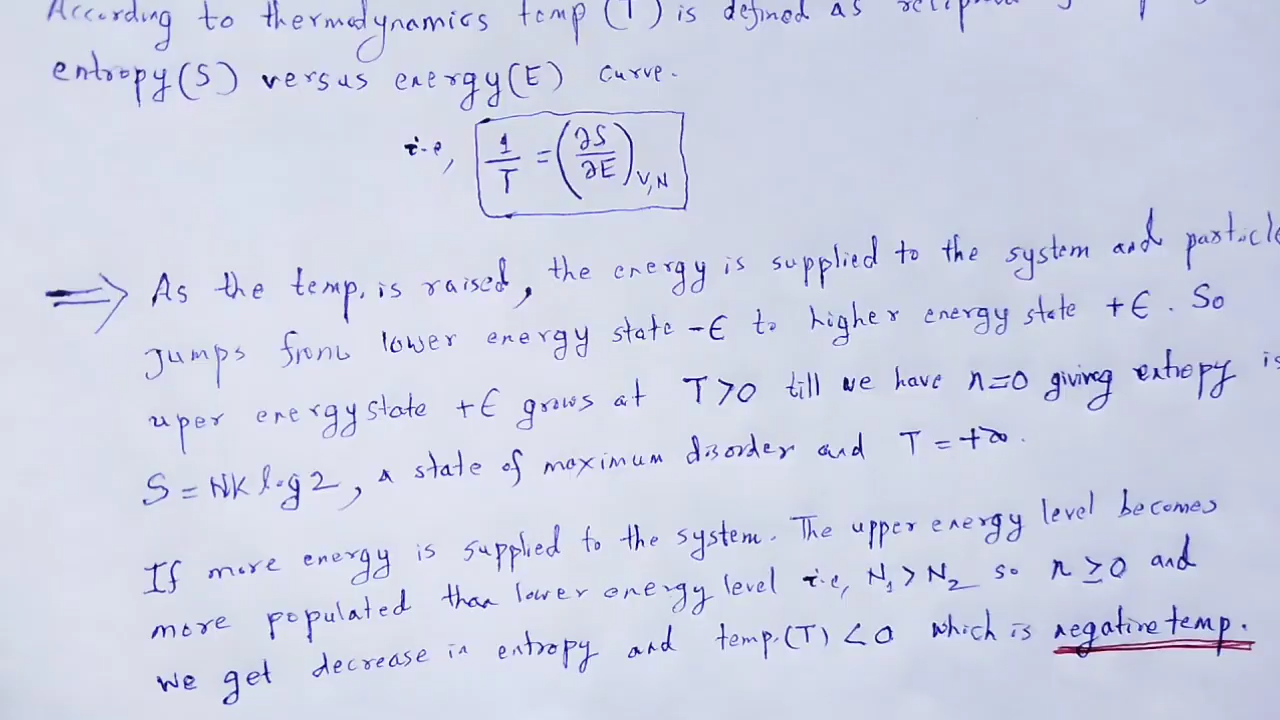 According to thermodynamics temp (T) is defined as
entropy(S) versus energy(E) curve.
i-e, 1/T = (∂S/∂E)V,N
⟹ As the temp. is raised, the energy is supplied to the system and particle
Jumps from lower energy state -ϵ to higher energy state +ϵ. So
uper energy state +ϵ grows at T>0 till we have n=0 giving entropy is
S = NK log 2, a state of maximum disorder and T = +∞.
If more energy is supplied to the system. The upper energy level becomes
more populated than lower energy level i-e, N₁ > N₂ so n ≥ 0 and
We get decrease in entropy and temp.(T) < 0 which is negative temp.